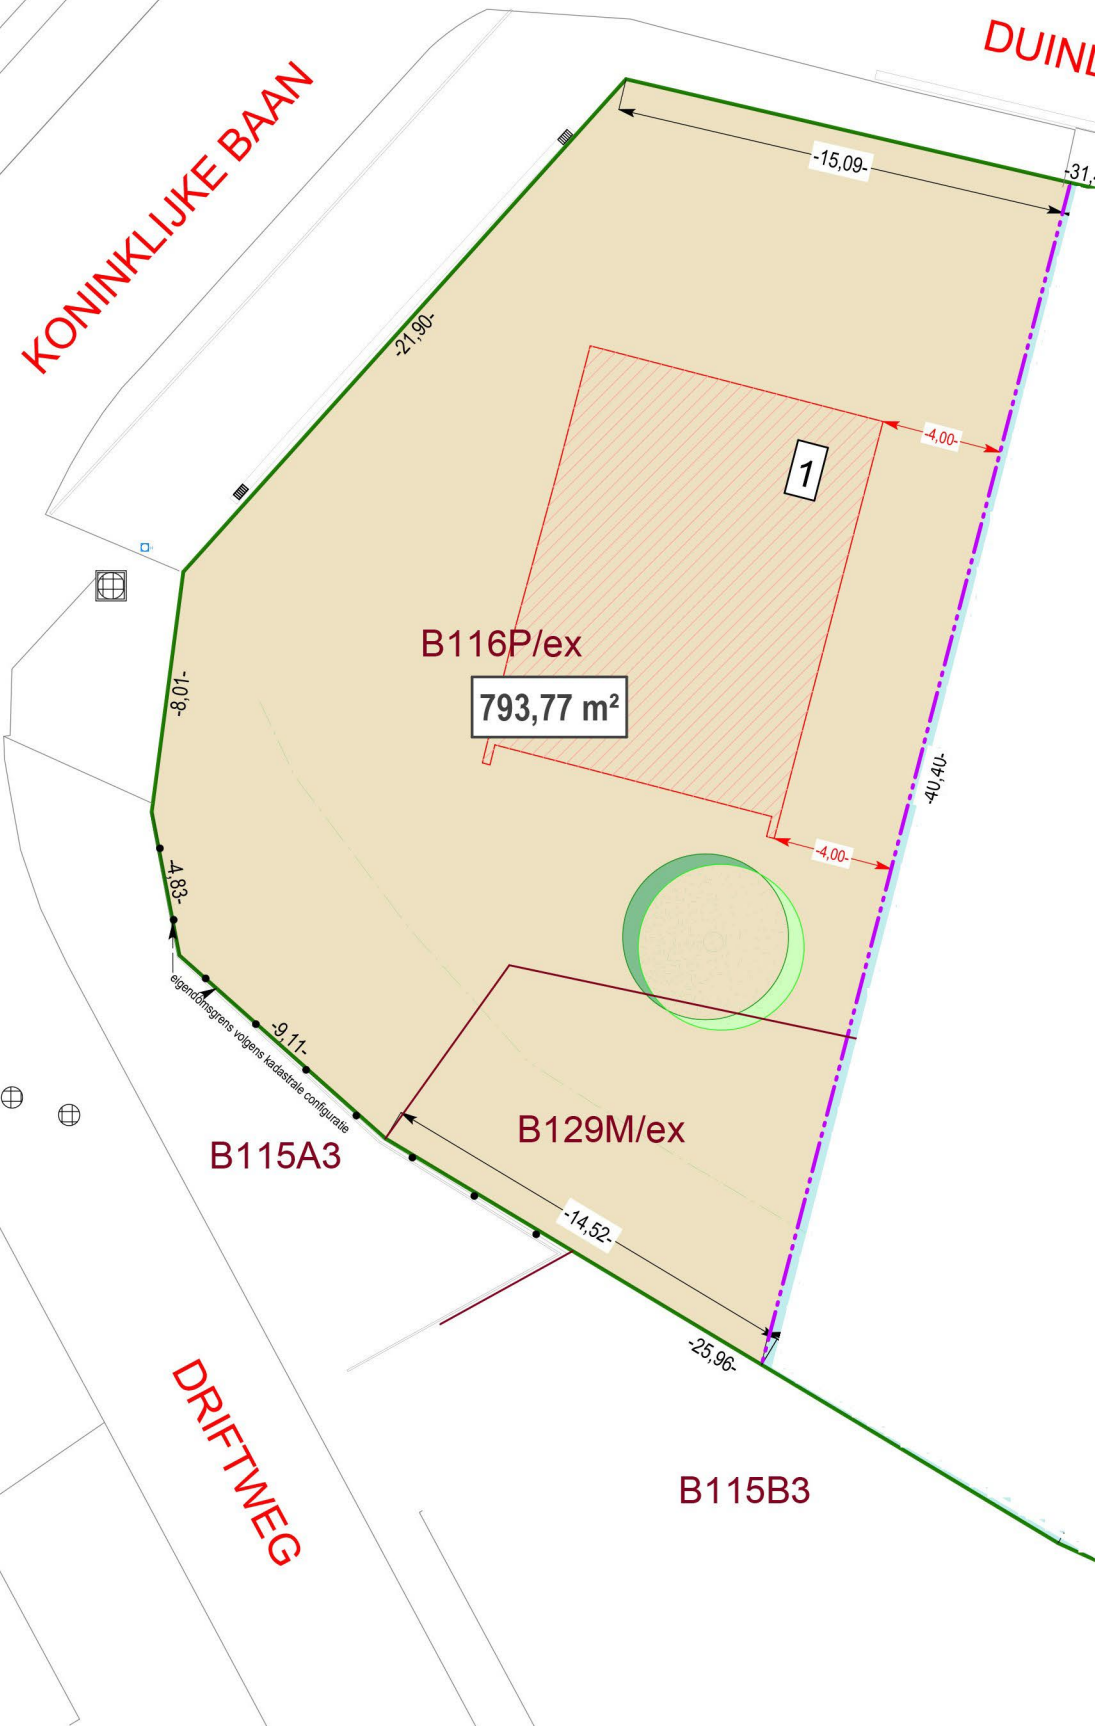 DUINL
KONINKLIJKE BAAN
-15,09-
-31,
-21,90-
-4,00-
1
B116P/ex
793,77 m²
-8,01-
-40,40-
-4,83-
-4,00-
eigendomsgrens volgens kadastrale configuratie
-9,11-
B129M/ex
B115A3
-14,52-
-25,96-
DRIFTWEG
B115B3